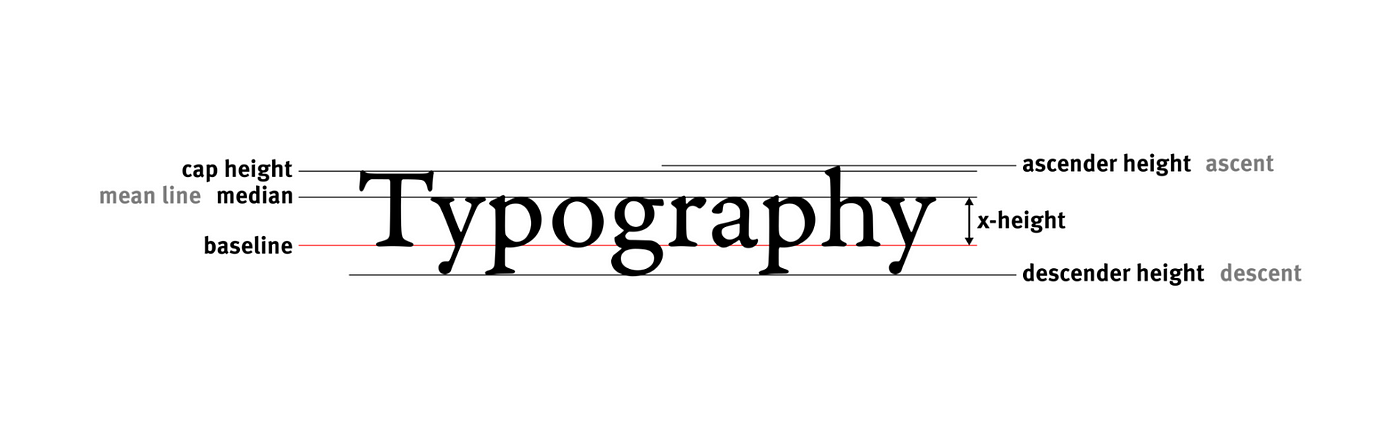 cap height
mean line median
baseline
Typography
ascender height ascent
x-height
descender height descent